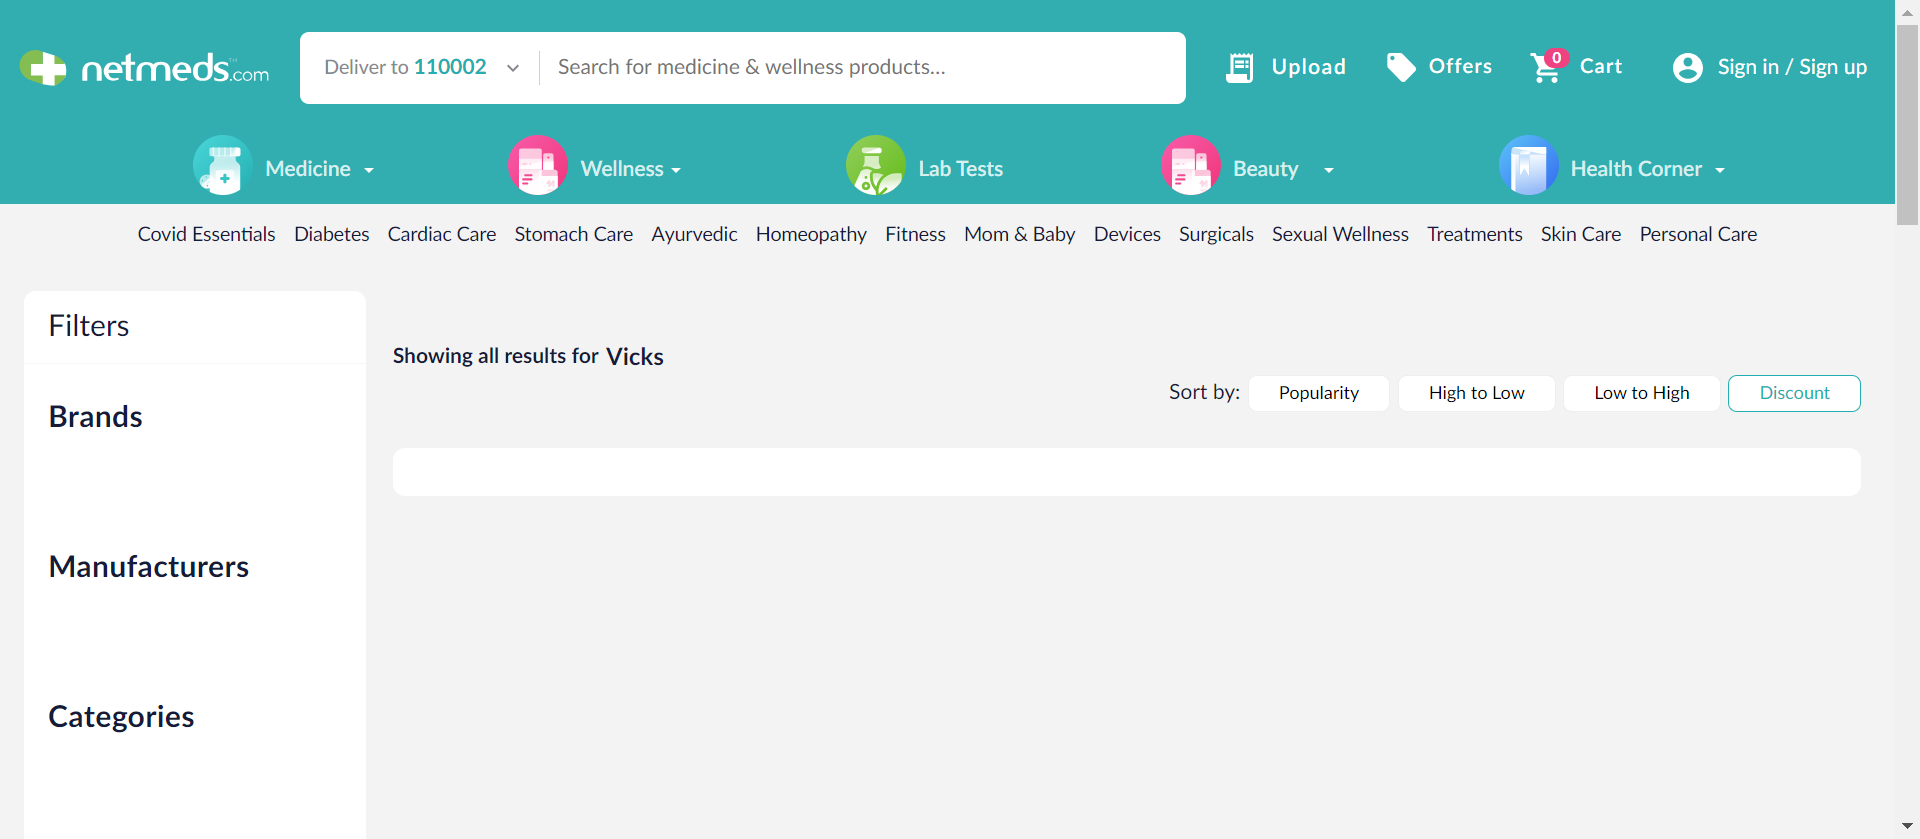 netmeds.com
Deliver to 110002 Search for medicine & wellness products...
Upload Offers 0 Cart Sign in / Sign up
Medicine Wellness Lab Tests Beauty Health Corner
Covid Essentials Diabetes Cardiac Care Stomach Care Ayurvedic Homeopathy Fitness Mom & Baby Devices Surgicals Sexual Wellness Treatments Skin Care Personal Care
Filters
Brands
Manufacturers
Categories
Showing all results for Vicks
Sort by: Popularity High to Low Low to High Discount